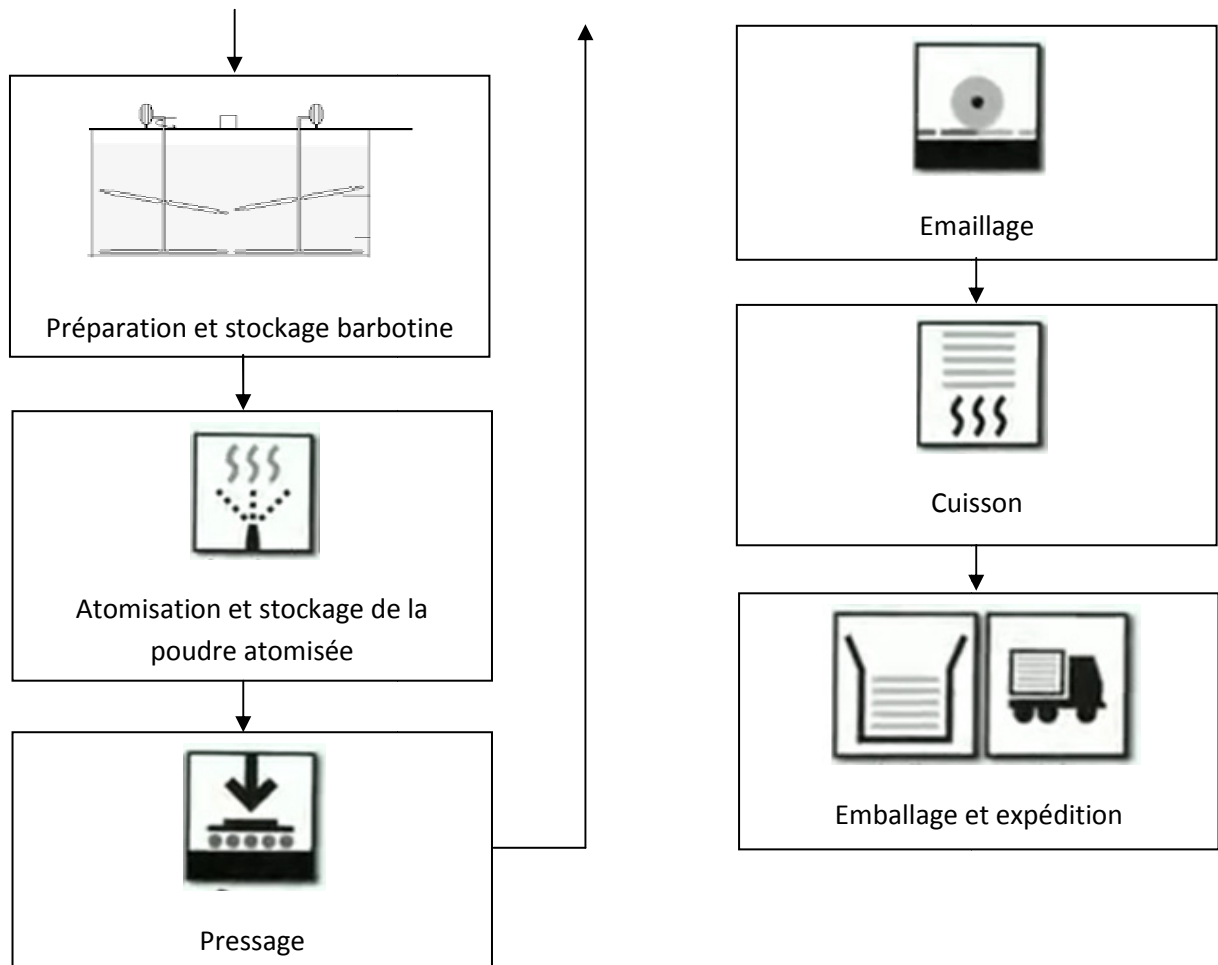 Préparation et stockage barbotine
Atomisation et stockage de la
poudre atomisée
Pressage
Emaillage
Cuisson
Emballage et expédition